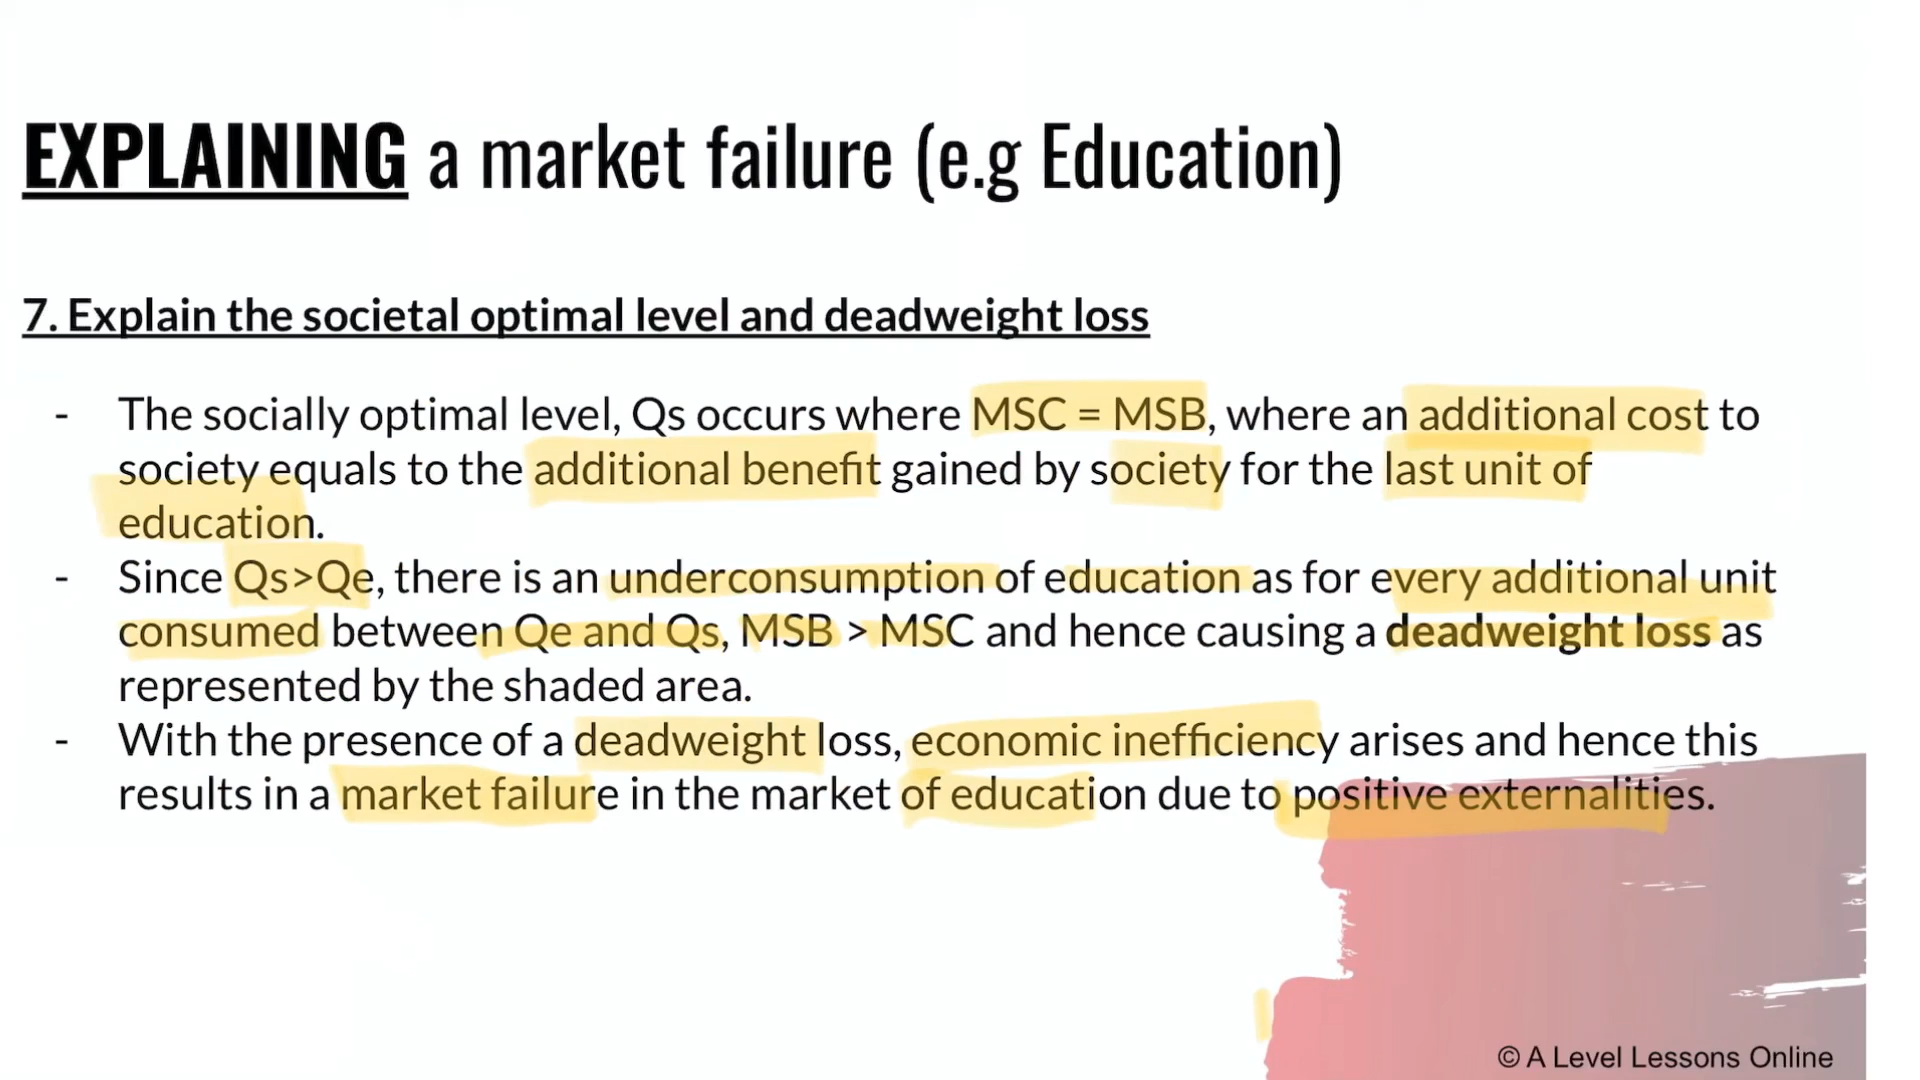 EXPLAINING a market failure (e.g Education)
7. Explain the societal optimal level and deadweight loss
- The socially optimal level, Qs occurs where MSC = MSB, where an additional cost to
society equals to the additional benefit gained by society for the last unit of
education.
- Since Qs>Qe, there is an underconsumption of education as for every additional unit
consumed between Qe and Qs, MSB > MSC and hence causing a deadweight loss as
represented by the shaded area.
- With the presence of a deadweight loss, economic inefficiency arises and hence this
results in a market failure in the market of education due to positive externalities.
© A Level Lessons Online